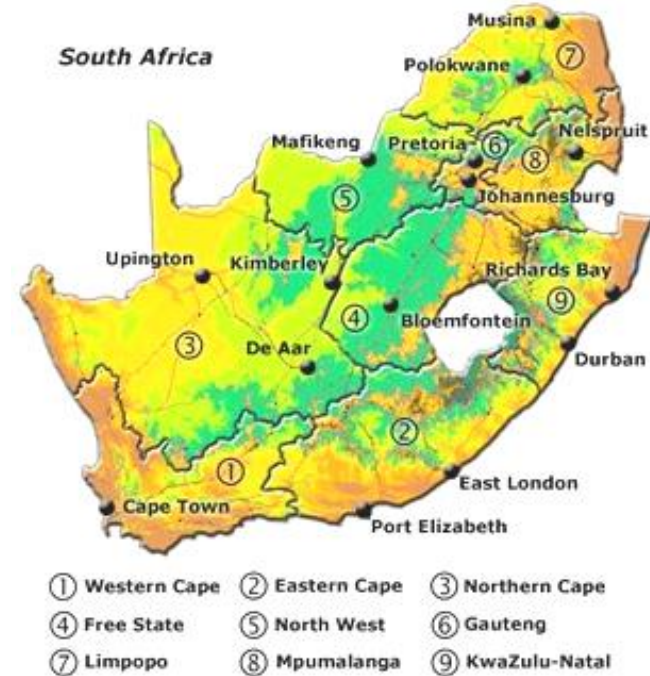 South Africa
Musina
⑦
Polokwane
Nelspruit
Mafikeng
Pretoria
⑥
⑧
Johannesburg
⑤
Upington
Kimberley
Richards Bay
④
Bloemfontein
⑨
③
De Aar
Durban
②
①
East London
Cape Town
Port Elizabeth
① Western Cape ② Eastern Cape ③ Northern Cape
④ Free State ⑤ North West ⑥ Gauteng
⑦ Limpopo ⑧ Mpumalanga ⑨ KwaZulu-Natal